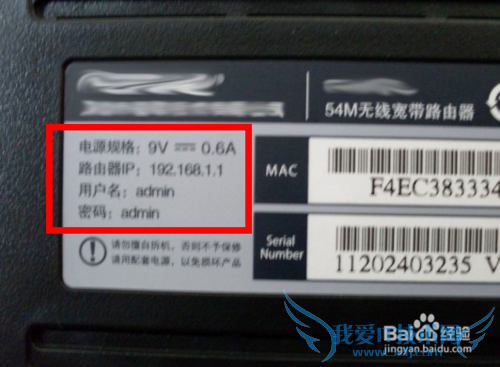 54M无线宽带路由器
电源规格: 9V 0.6A
路由器IP: 192.168.1.1
用户名: admin
密码: admin
MAC
F4EC383334
Serial Number
11202403235 V
请勿擅自拆机, 否则不予保修
请用配套电源, 以免损坏产品
Baidu百度经验
jingyan.baidu.com